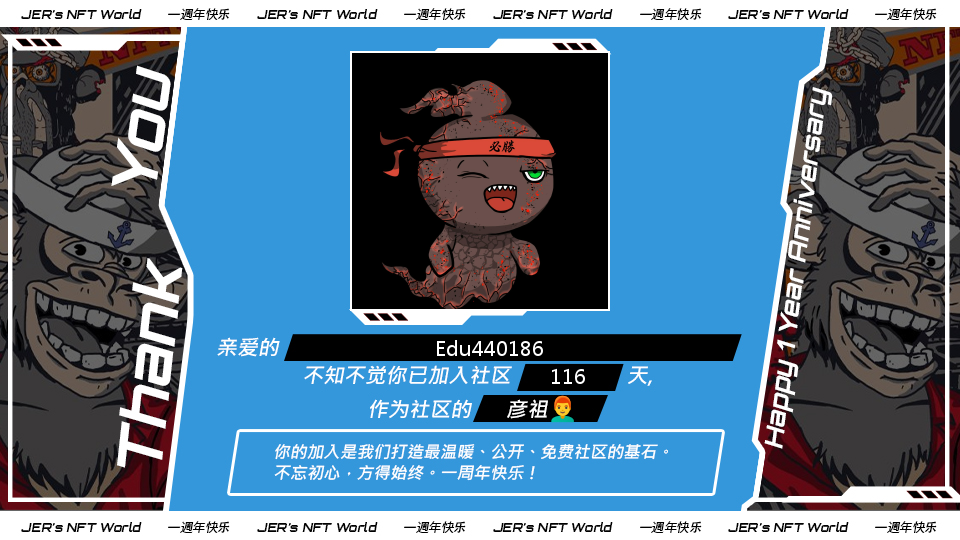 JER's NFT World 一週年快乐 JER's NFT World 一週年快乐 JER's NFT World 一週年快乐 JER's NFT World 一週年快乐
Thank You
必勝
Happy 1 Year Anniversary
亲爱的 Edu440186
不知不觉你已加入社区 116 天,
作为社区的 彦祖👨‍🦰
你的加入是我们打造最温暖、公开、免费社区的基石。
不忘初心，方得始终。一周年快乐！
JER's NFT World 一週年快乐 JER's NFT World 一週年快乐 JER's NFT World 一週年快乐 JER's NFT World 一週年快乐